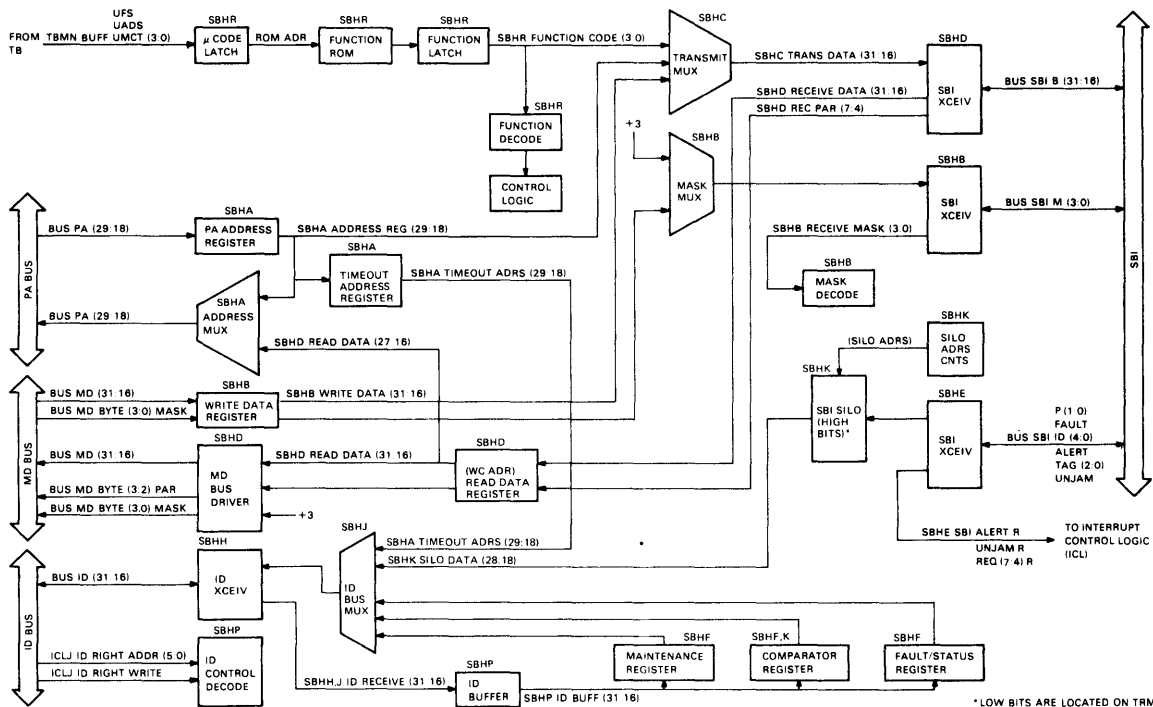 UFS
UADS
FROM TBMN BUFF UMCT (3:0)
TB
SBHR
μ CODE
LATCH
ROM ADR
SBHR
FUNCTION
ROM
SBHR
FUNCTION
LATCH
SBHR FUNCTION CODE (3:0)
SBHC
TRANSMIT
MUX
SBHC TRANS DATA (31:16)
SBHD
SBI
XCEIV
BUS SBI B (31:16)
SBHD RECEIVE DATA (31:16)
SBHD REC PAR (7:4)
SBHR
FUNCTION
DECODE
CONTROL
LOGIC
+3
SBHB
MASK
MUX
SBHB
SBI
XCEIV
BUS SBI M (3:0)
SBHB RECEIVE MASK (3:0)
SBHB
MASK
DECODE
SBI
PA BUS
BUS PA (29:18)
SBHA
PA ADDRESS
REGISTER
SBHA ADDRESS REG (29:18)
SBHA
TIMEOUT
ADDRESS
REGISTER
SBHA TIMEOUT ADRS (29:18)
SBHA
ADDRESS
MUX
BUS PA (29:18)
SBHD READ DATA (27:16)
SBHK
SILO
ADRS
CNTS
(SILO ADRS)
SBHK
SBI SILO
(HIGH
BITS)*
SBHE
SBI
XCEIV
P (1:0)
FAULT
BUS SBI ID (4:0)
ALERT
TAG (2:0)
UNJAM
MD BUS
BUS MD (31:16)
BUS MD BYTE (3:0) MASK
SBHB
WRITE DATA
REGISTER
SBHB WRITE DATA (31:16)
SBHD
MD
BUS
DRIVER
BUS MD (31:16)
BUS MD BYTE (3:2) PAR
BUS MD BYTE (3:0) MASK
SBHD READ DATA (31:16)
+3
SBHD
(WC ADR)
READ DATA
REGISTER
SBHE SBI ALERT R
UNJAM R
REQ (7:4) R
TO INTERRUPT
CONTROL LOGIC
(ICL)
ID BUS
SBHH
ID
XCEIV
BUS ID (31:16)
SBHJ
ID
BUS
MUX
SBHA TIMEOUT ADRS (29:18)
SBHK SILO DATA (28:18)
SBHP
ID
CONTROL
DECODE
ICLJ ID RIGHT ADDR (5:0)
ICLJ ID RIGHT WRITE
SBHH,J ID RECEIVE (31:16)
SBHP
ID
BUFFER
SBHP ID BUFF (31:16)
SBHF
MAINTENANCE
REGISTER
SBHF,K
COMPARATOR
REGISTER
SBHF
FAULT/STATUS
REGISTER
*LOW BITS ARE LOCATED ON TRM